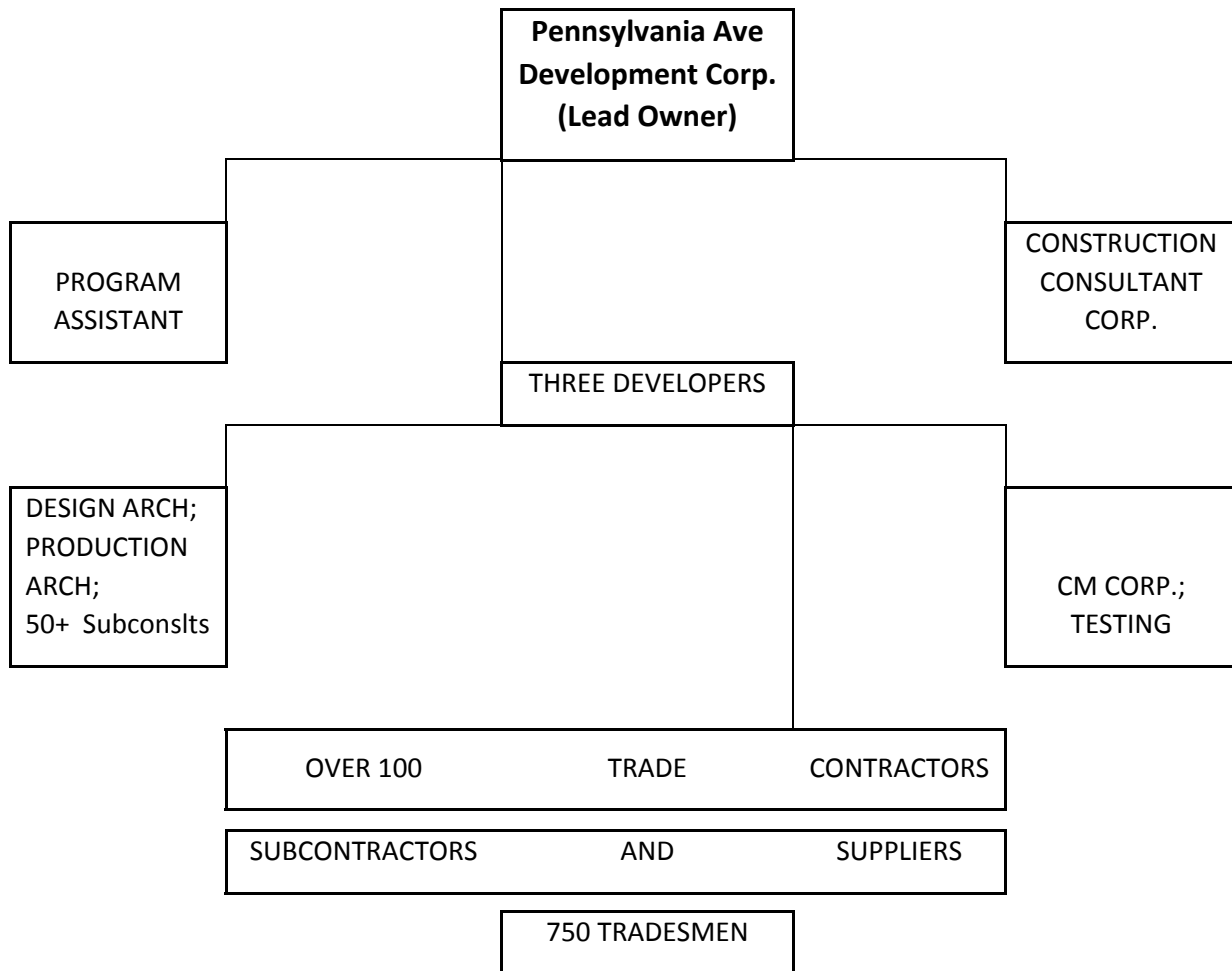 Pennsylvania Ave
Development Corp.
(Lead Owner)
PROGRAM
ASSISTANT
CONSTRUCTION
CONSULTANT
CORP.
THREE DEVELOPERS
DESIGN ARCH;
PRODUCTION
ARCH;
50+ Subconslts
CM CORP.;
TESTING
OVER 100 TRADE CONTRACTORS
SUBCONTRACTORS AND SUPPLIERS
750 TRADESMEN